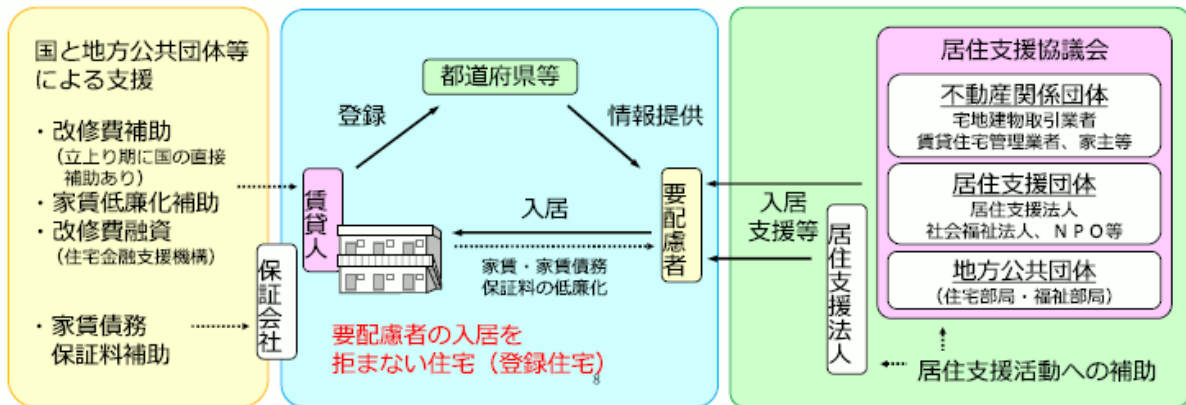 国と地方公共団体等
による支援
・改修費補助
（立上り期に国の直接
補助あり）
・家賃低廉化補助
・改修費融資
（住宅金融支援機構）
・家賃債務
保証料補助
保証会社
都道府県等
登録
情報提供
賃貸人
入居
要配慮者
家賃・家賃債務
保証料の低廉化
要配慮者の入居を
拒まない住宅（登録住宅）
8
入居
支援等
居住支援法人
居住支援協議会
不動産関係団体
宅地建物取引業者
賃貸住宅管理業者、家主等
居住支援団体
居住支援法人
社会福祉法人、ＮＰＯ等
地方公共団体
（住宅部局・福祉部局）
居住支援活動への補助